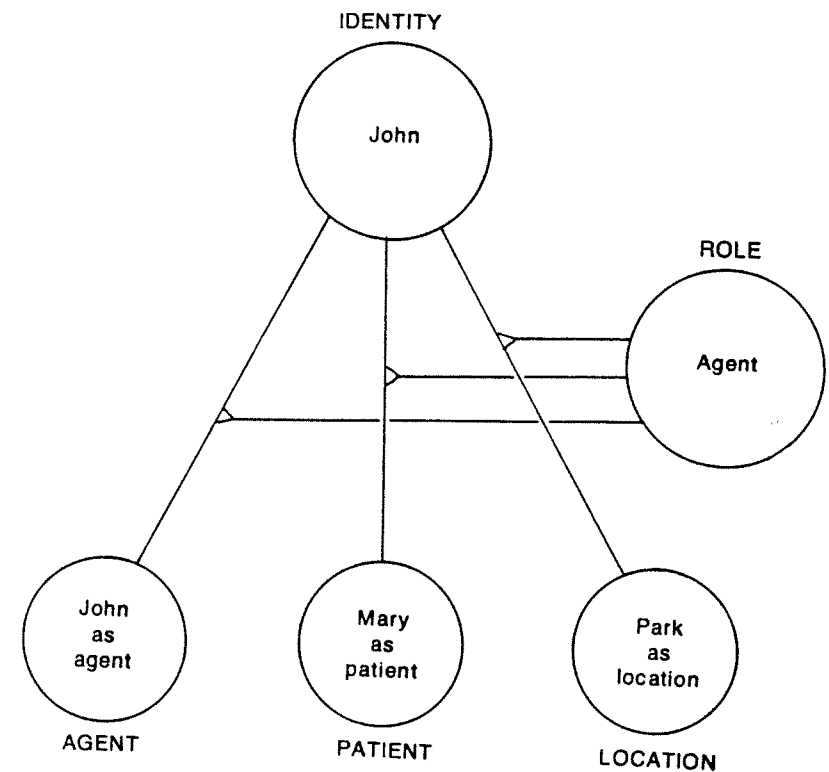 IDENTITY
John
ROLE
Agent
John
as
agent
Mary
as
patient
Park
as
location
AGENT
PATIENT
LOCATION